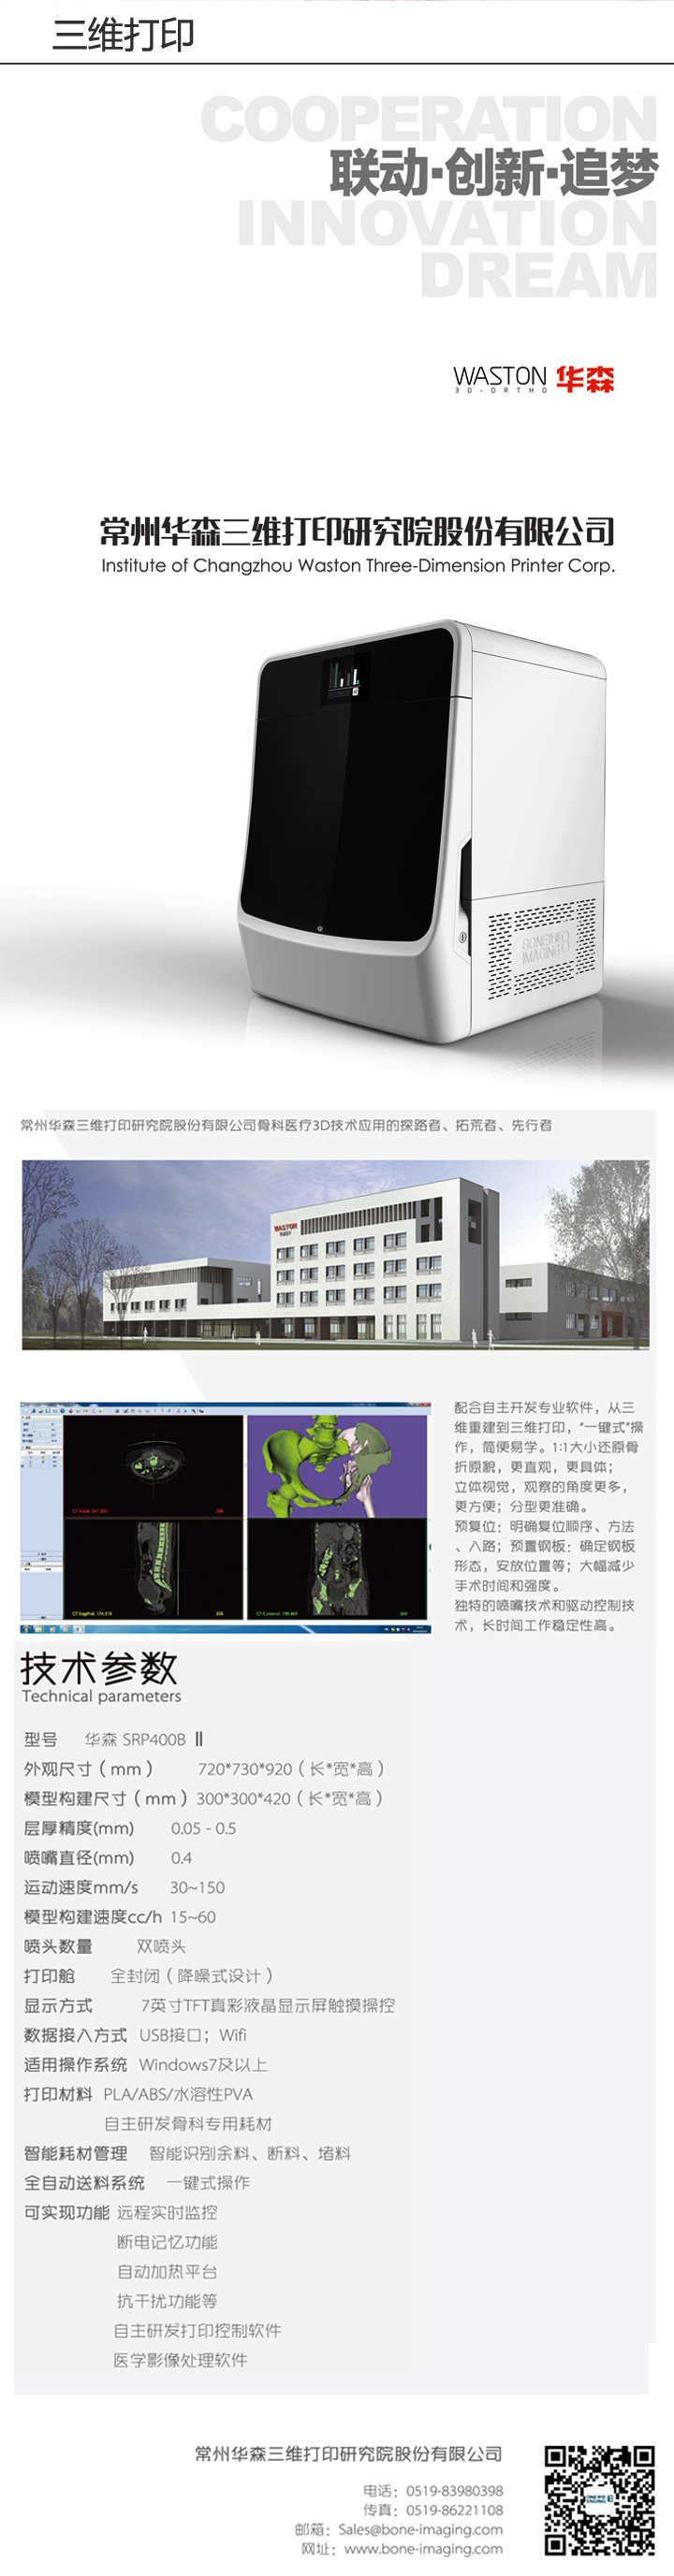 三维打印
COOPERATION
联动·创新·追梦
INNOVATION
DREAM
WASTON 华森
3D-ORTHO
常州华森三维打印研究院股份有限公司
Institute of Changzhou Waston Three-Dimension Printer Corp.
BONE
IMAGING
常州华森三维打印研究院股份有限公司骨科医疗3D技术应用的探路者、拓荒者、先行者
WASTON
配合自主开发专业软件，从三
维重建到三维打印，“一键式”操
作，简便易学。1:1大小还原骨
折原貌，更直观，更具体；
立体视觉，观察的角度更多，
更方便；分型更准确。
预复位：明确复位顺序、方法
、入路；预置钢板：确定钢板
形态，安放位置等；大幅减少
手术时间和强度。
独特的喷嘴技术和驱动控制技
术，长时间工作稳定性高。
技术参数
Technical parameters
型号 华森 SRP400B Ⅱ
外观尺寸（mm） 720*730*920（长*宽*高）
模型构建尺寸（mm）300*300*420（长*宽*高）
层厚精度(mm) 0.05 - 0.5
喷嘴直径(mm) 0.4
运动速度mm/s 30~150
模型构建速度cc/h 15~60
喷头数量 双喷头
打印舱 全封闭（降噪式设计）
显示方式 7英寸TFT真彩液晶显示屏触摸操控
数据接入方式 USB接口；Wifi
适用操作系统 Windows7及以上
打印材料 PLA/ABS/水溶性PVA
自主研发骨科专用耗材
智能耗材管理 智能识别余料、断料、堵料
全自动送料系统 一键式操作
可实现功能 远程实时监控
断电记忆功能
自动加热平台
抗干扰功能等
自主研发打印控制软件
医学影像处理软件
常州华森三维打印研究院股份有限公司
电话：0519-83980398
传真：0519-86221108
邮箱：Sales@bone-imaging.com
网址：www.bone-imaging.com